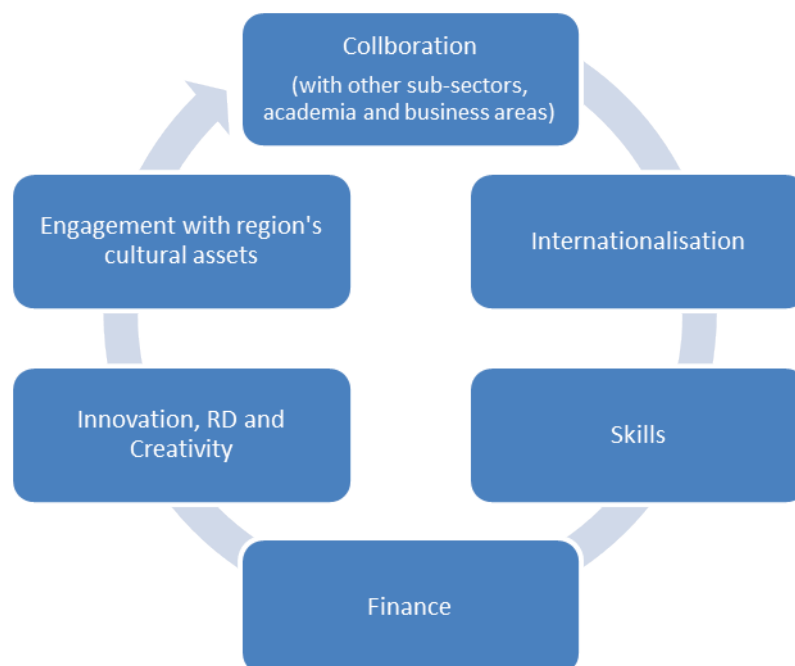 Collboration
(with other sub-sectors,
academia and business areas)
Internationalisation
Skills
Finance
Innovation, RD and
Creativity
Engagement with region's
cultural assets